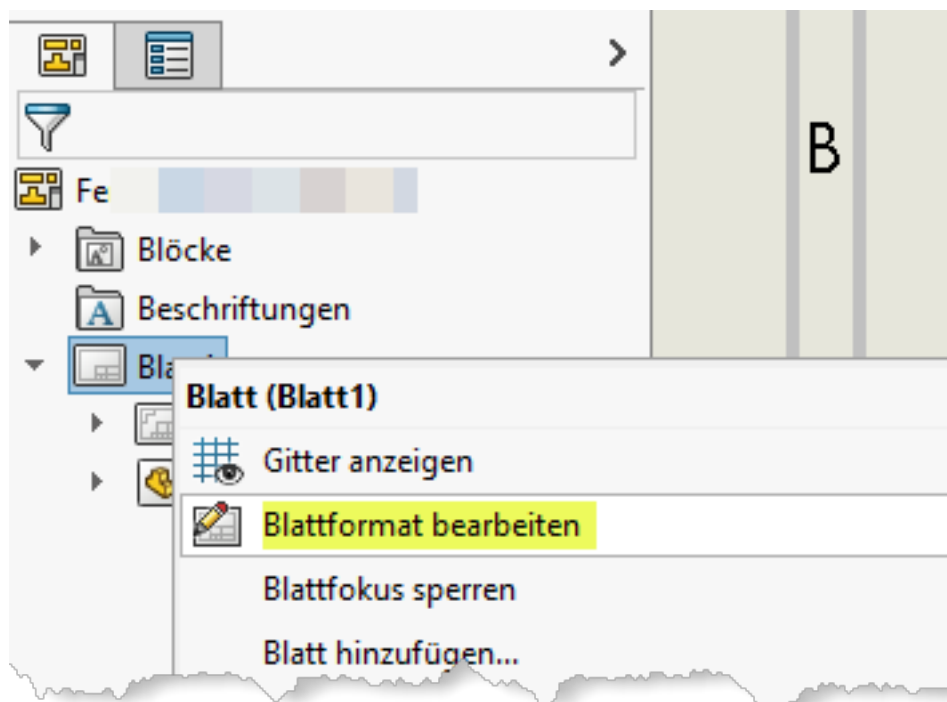 B
Fe
Blöcke
Beschriftungen
Blatt (Blatt1)
Gitter anzeigen
Blattformat bearbeiten
Blattfokus sperren
Blatt hinzufügen...